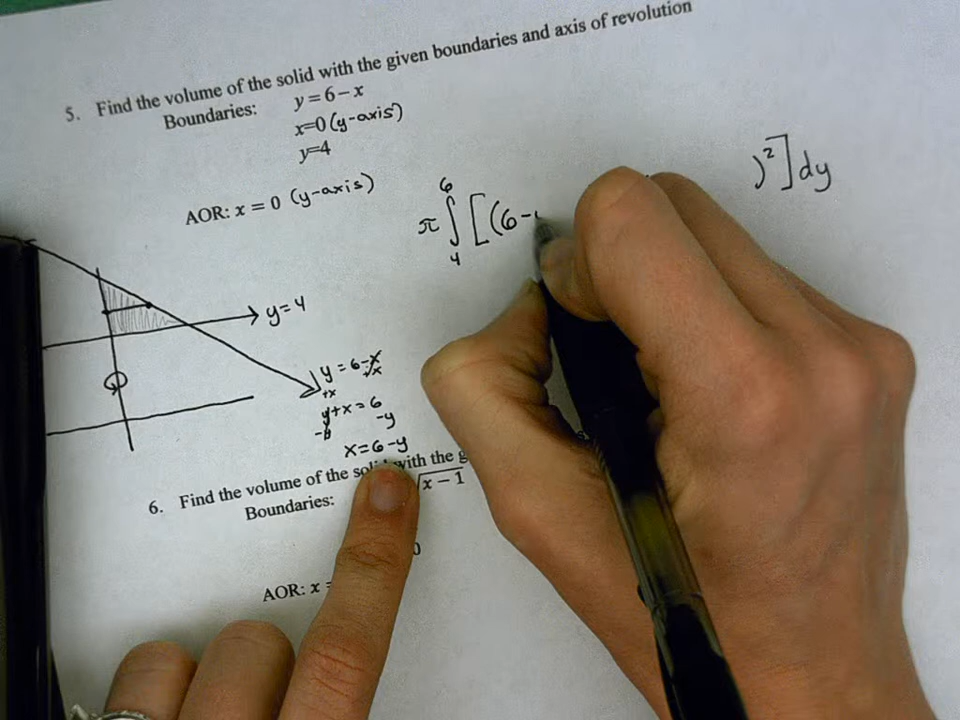 5. Find the volume of the solid with the given boundaries and axis of revolution
Boundaries: y = 6 − x
x=0 (y-axis)
y=4
AOR: x = 0 (y-axis)
π ∫ 6 4 [(6-
)²] dy
y=4
y = 6-x
+x +x
y+x = 6
-y -y
x=6-y
6. Find the volume of the with the g
Boundaries: √x − 1
0
AOR: x =